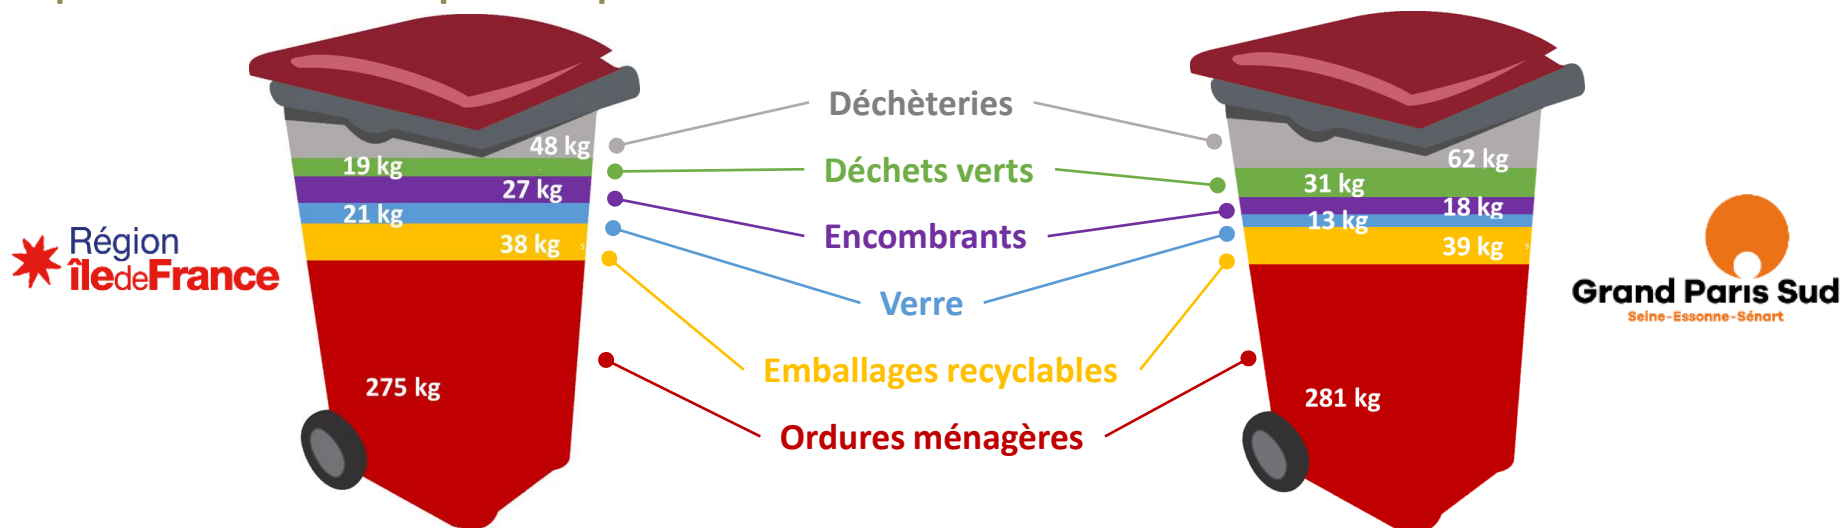 Déchèteries
48 kg
62 kg
19 kg
Déchets verts
31 kg
27 kg
18 kg
21 kg
Encombrants
13 kg
38 kg
39 kg
Région
îledeFrance
Verre
Grand Paris Sud
Seine-Essonne-Sénart
Emballages recyclables
275 kg
281 kg
Ordures ménagères